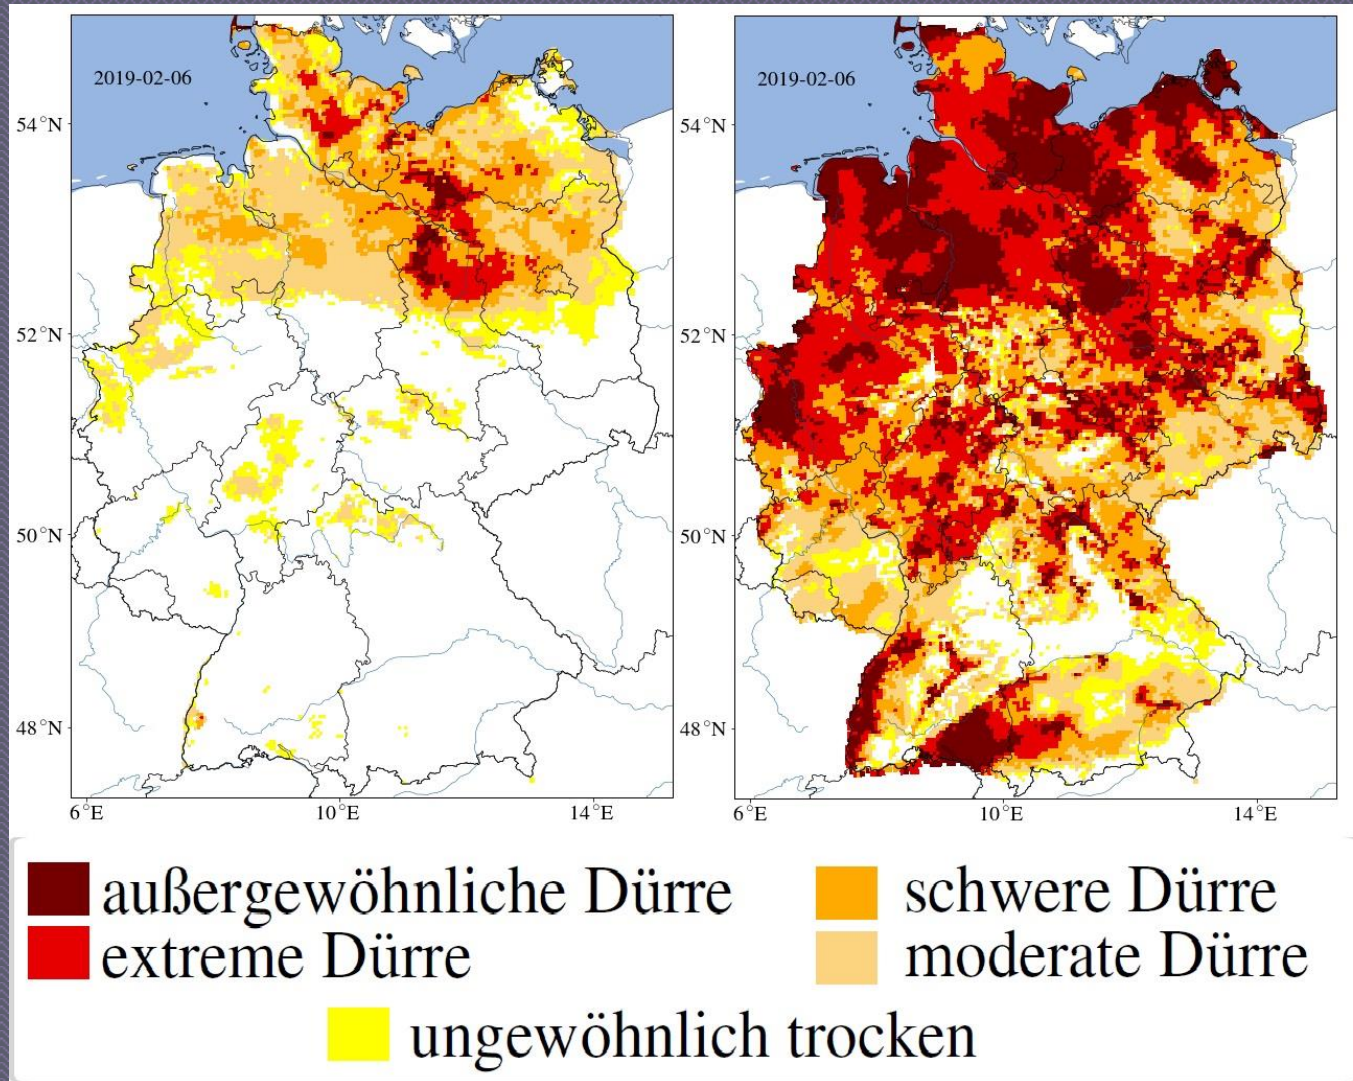 2019-02-06
2019-02-06
54°N
54°N
52°N
52°N
50°N
50°N
48°N
48°N
6°E
10°E
14°E
6°E
10°E
14°E
außergewöhnliche Dürre
schwere Dürre
extreme Dürre
moderate Dürre
ungewöhnlich trocken